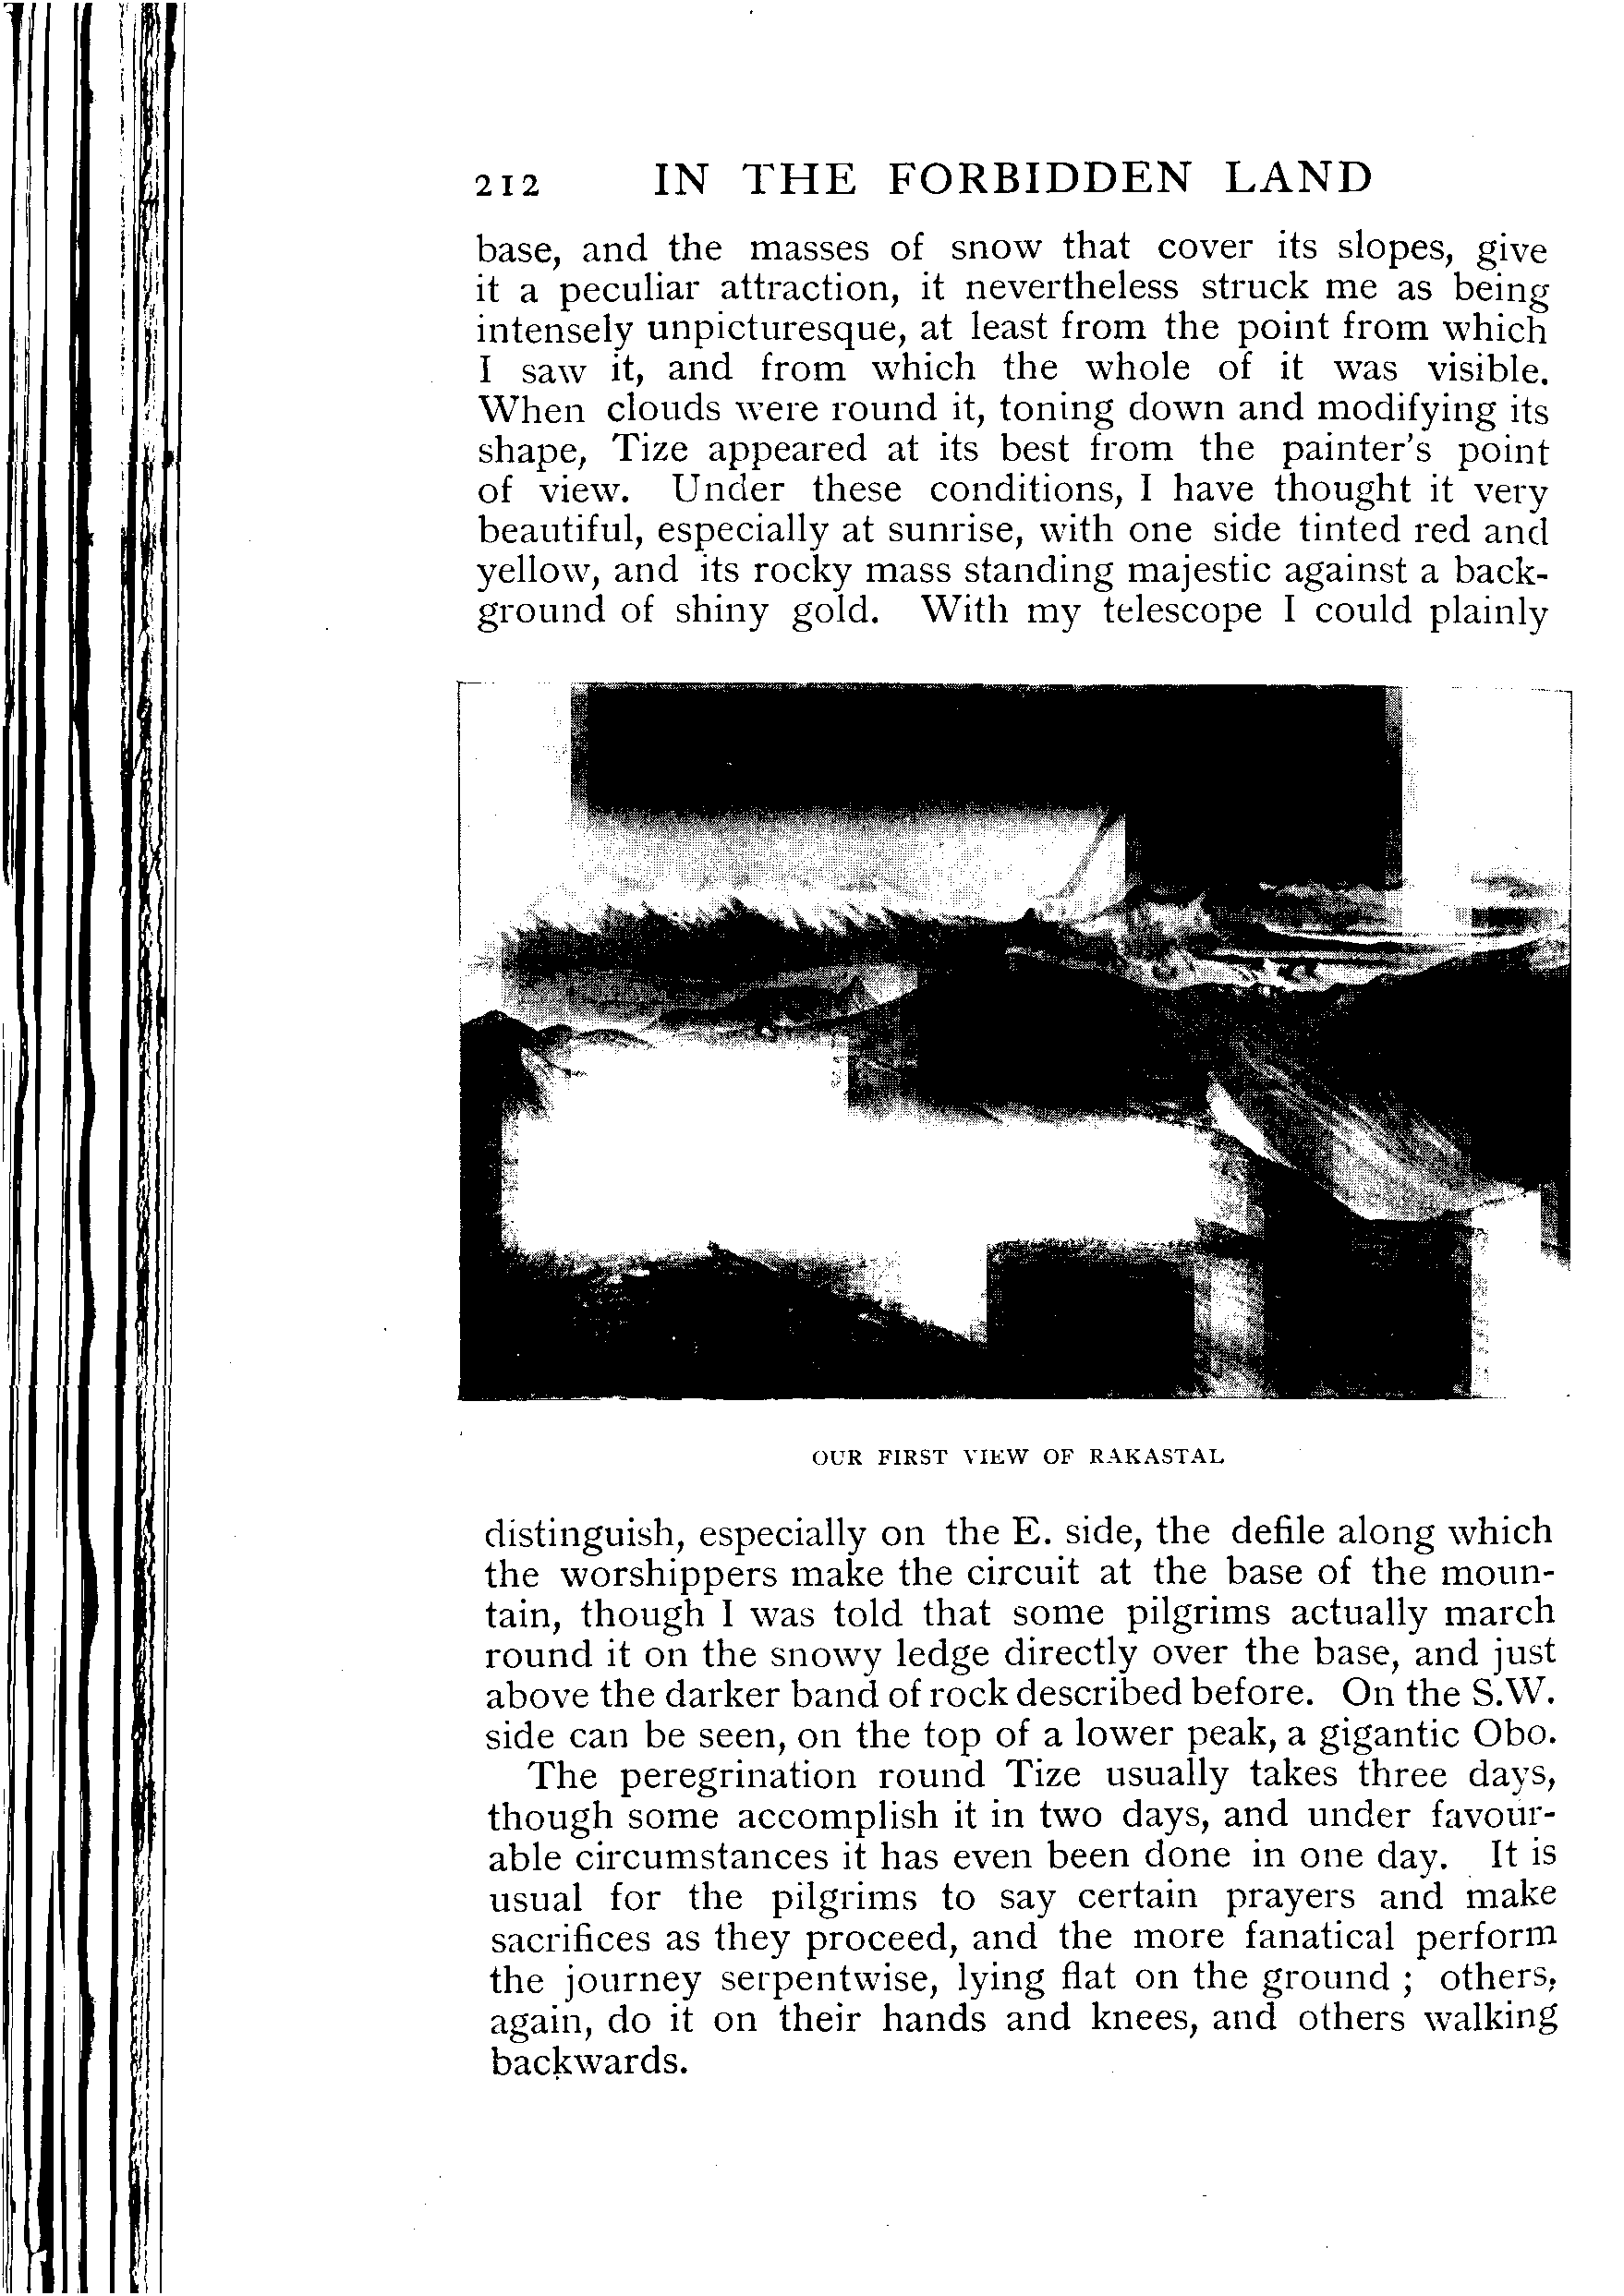 212 IN THE FORBIDDEN LAND
base, and the masses of snow that cover its slopes, give
it a peculiar attraction, it nevertheless struck me as being
intensely unpicturesque, at least from the point from which
I saw it, and from which the whole of it was visible.
When clouds were round it, toning down and modifying its
shape, Tize appeared at its best from the painter's point
of view. Under these conditions, I have thought it very
beautiful, especially at sunrise, with one side tinted red and
yellow, and its rocky mass standing majestic against a back-
ground of shiny gold. With my telescope I could plainly
OUR FIRST VIEW OF RAKASTAL
distinguish, especially on the E. side, the defile along which
the worshippers make the circuit at the base of the moun-
tain, though I was told that some pilgrims actually march
round it on the snowy ledge directly over the base, and just
above the darker band of rock described before. On the S.W.
side can be seen, on the top of a lower peak, a gigantic Obo.
The peregrination round Tize usually takes three days,
though some accomplish it in two days, and under favour-
able circumstances it has even been done in one day. It is
usual for the pilgrims to say certain prayers and make
sacrifices as they proceed, and the more fanatical perform
the journey serpentwise, lying flat on the ground ; others,
again, do it on their hands and knees, and others walking
backwards.